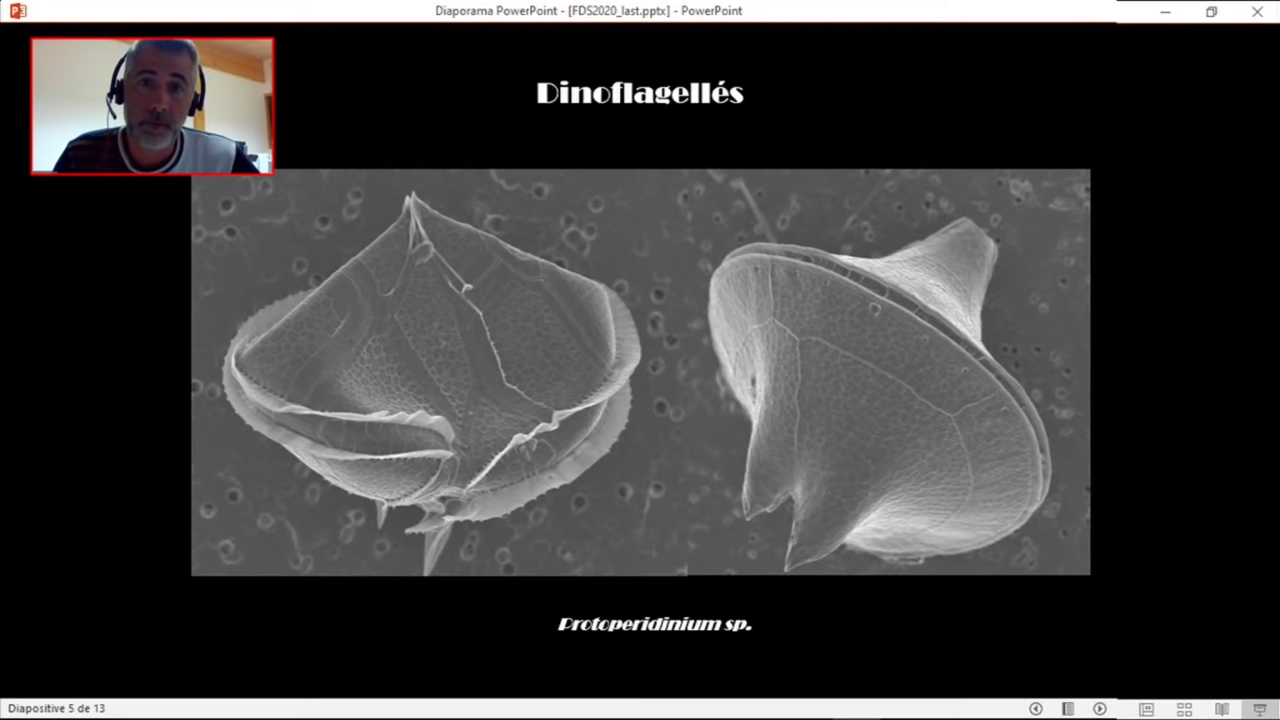 Diaporama PowerPoint - [FDS2020_last.pptx] - PowerPoint
Dinoflagellés
Protoperidinium sp.
Diapositive 5 de 13